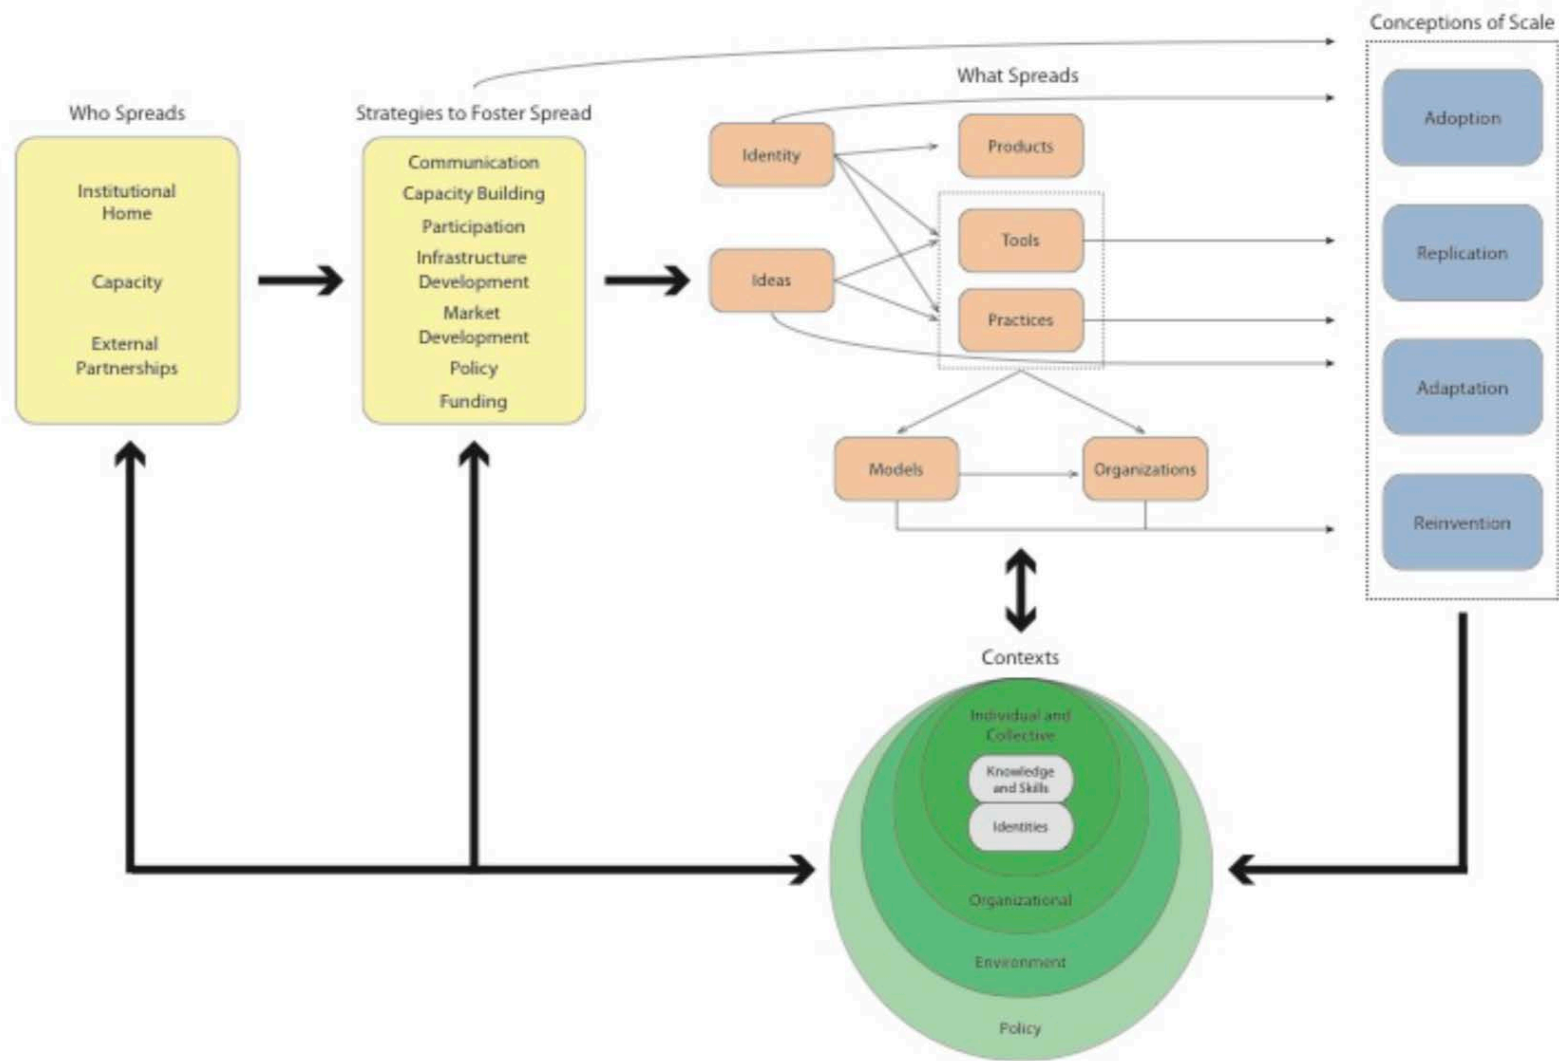 Conceptions of Scale
What Spreads
Who Spreads
Strategies to Foster Spread
Institutional
Home
Capacity
External
Partnerships
Communication
Capacity Building
Participation
Infrastructure
Development
Market
Development
Policy
Funding
Identity
Ideas
Products
Tools
Practices
Models
Organizations
Adoption
Replication
Adaptation
Reinvention
Contexts
Individual and
Collective
Knowledge
and Skills
Identities
Organizational
Environment
Policy